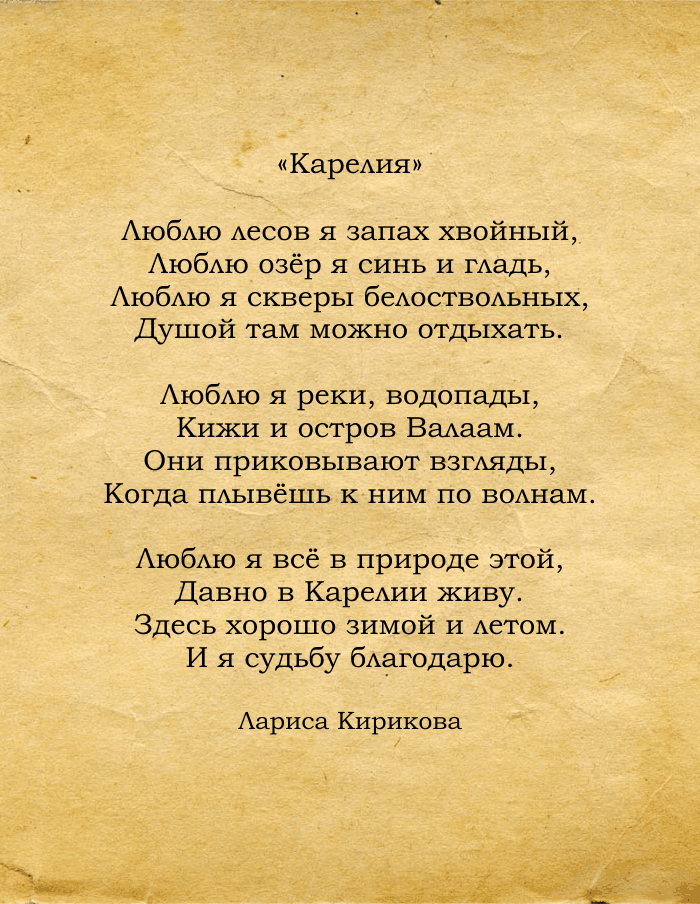 «Карелия»
Люблю лесов я запах хвойный,
Люблю озёр я синь и гладь,
Люблю я скверы белоствольных,
Душой там можно отдыхать.
Люблю я реки, водопады,
Кижи и остров Валаам.
Они приковывают взгляды,
Когда плывёшь к ним по волнам.
Люблю я всё в природе этой,
Давно в Карелии живу.
Здесь хорошо зимой и летом.
И я судьбу благодарю.
Лариса Кирикова